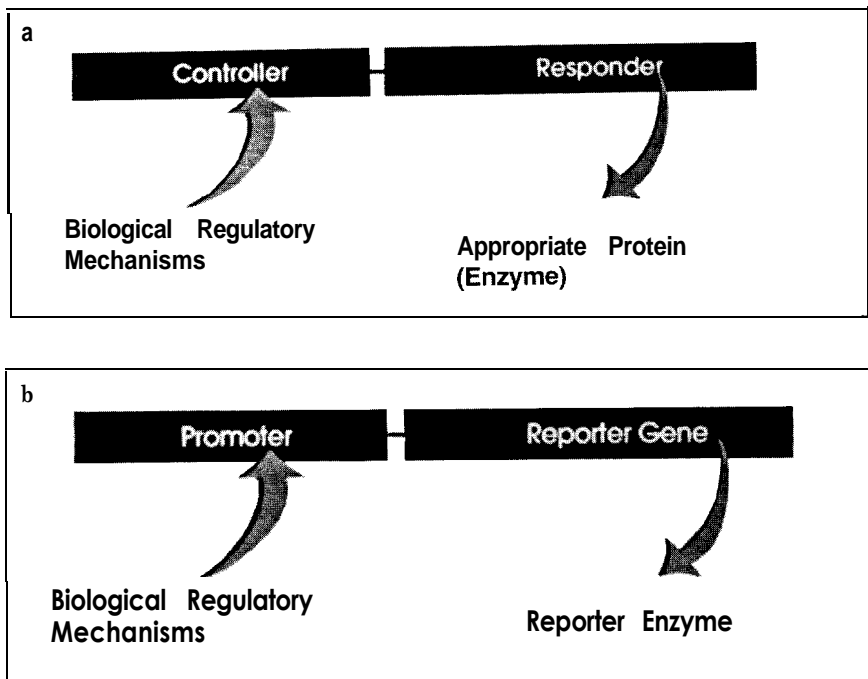 a
Controller Responder
Biological Regulatory
Mechanisms
Appropriate Protein
(Enzyme)
b
Promoter Reporter Gene
Biological Regulatory
Mechanisms
Reporter Enzyme